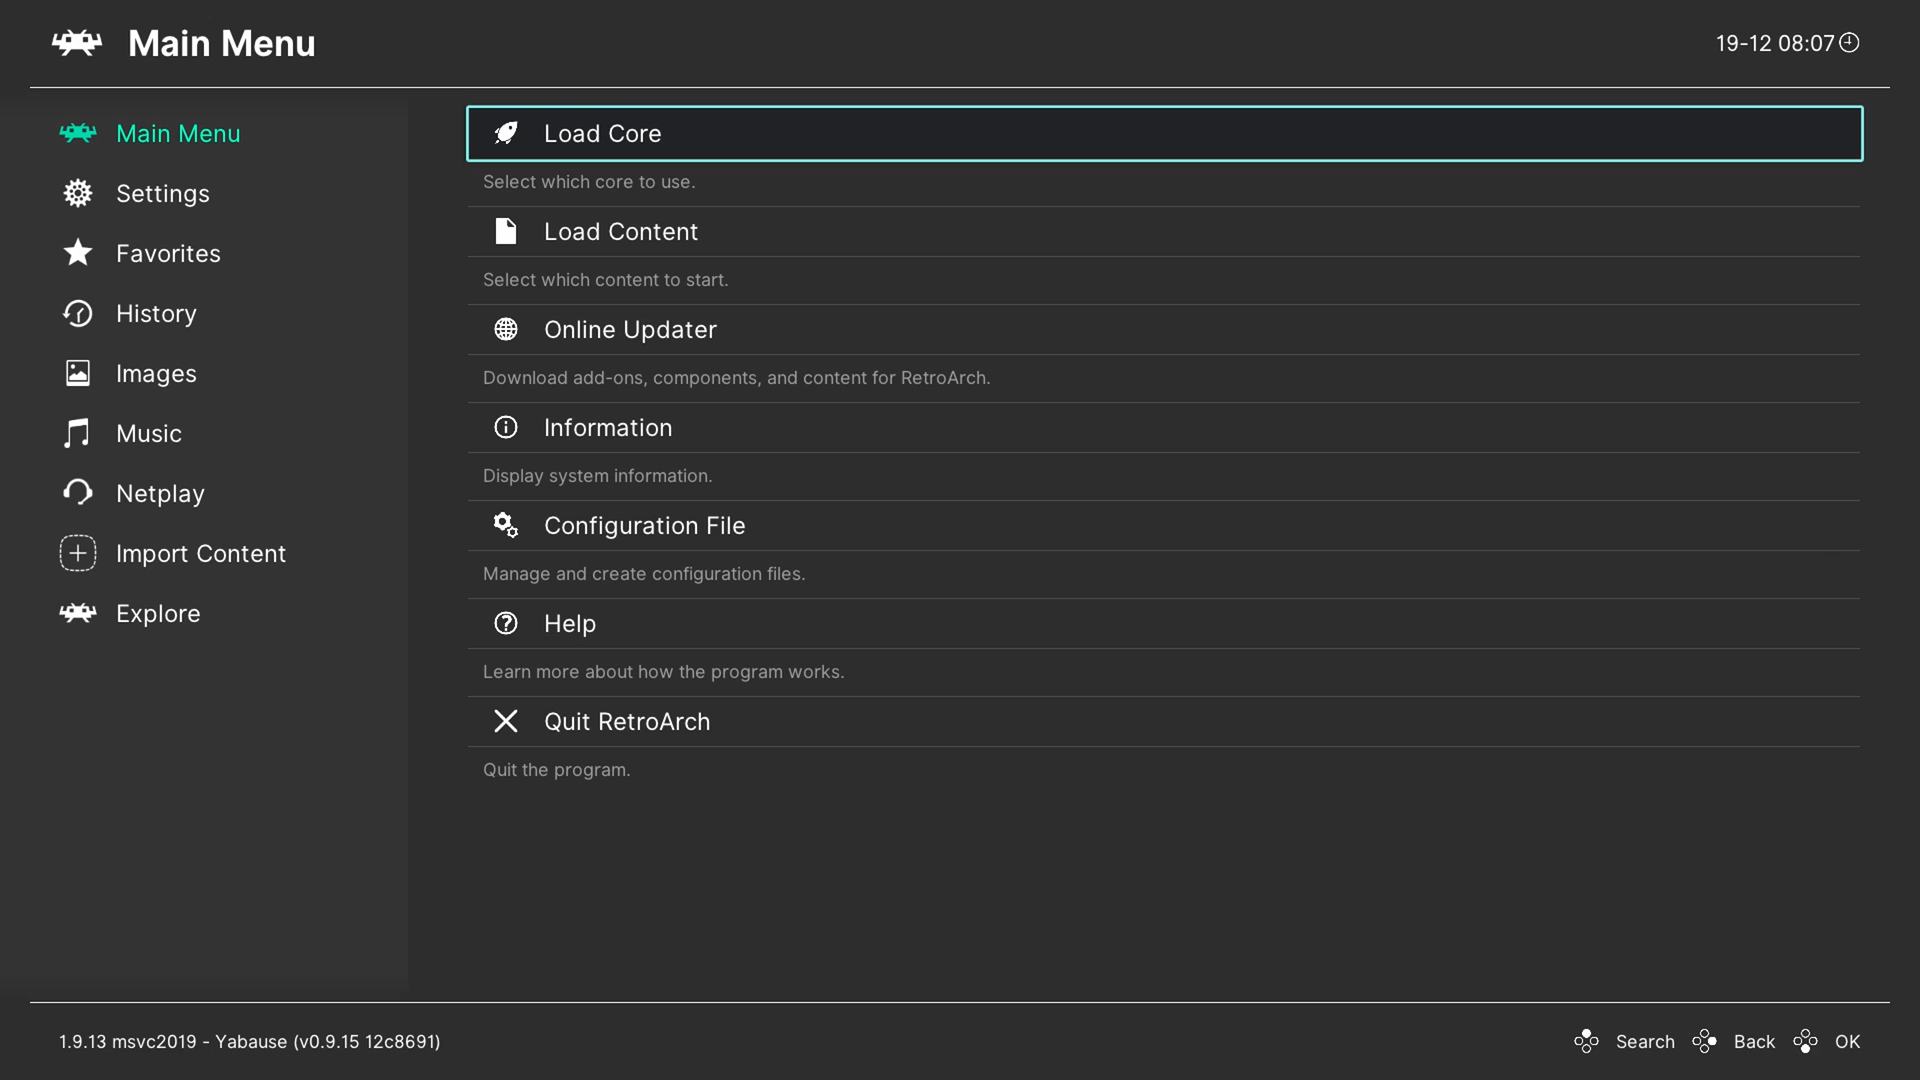 Main Menu
19-12 08:07
Main Menu
Settings
Favorites
History
Images
Music
Netplay
Import Content
Explore
Load Core
Select which core to use.
Load Content
Select which content to start.
Online Updater
Download add-ons, components, and content for RetroArch.
Information
Display system information.
Configuration File
Manage and create configuration files.
Help
Learn more about how the program works.
Quit RetroArch
Quit the program.
1.9.13 msvc2019 - Yabause (v0.9.15 12c8691)
Search Back OK